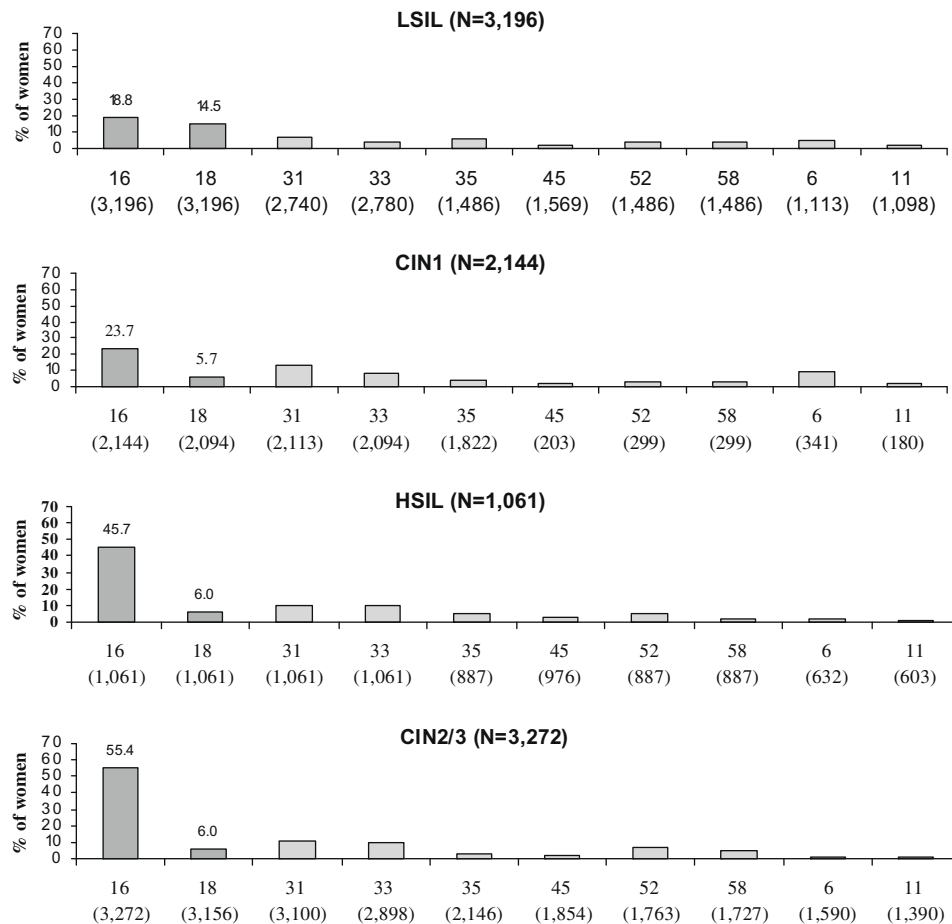 LSIL (N=3,196)
% of women
70
60
50
40
30
20
10
0
18.8 14.5
16 18 31 33 35 45 52 58 6 11
(3,196) (3,196) (2,740) (2,780) (1,486) (1,569) (1,486) (1,486) (1,113) (1,098)
CIN1 (N=2,144)
% of women
70
60
50
40
30
20
10
0
23.7 5.7
16 18 31 33 35 45 52 58 6 11
(2,144) (2,094) (2,113) (2,094) (1,822) (203) (299) (299) (341) (180)
HSIL (N=1,061)
% of women
70
60
50
40
30
20
10
0
45.7 6.0
16 18 31 33 35 45 52 58 6 11
(1,061) (1,061) (1,061) (1,061) (887) (976) (887) (887) (632) (603)
CIN2/3 (N=3,272)
% of women
70
60
50
40
30
20
10
0
55.4 6.0
16 18 31 33 35 45 52 58 6 11
(3,272) (3,156) (3,100) (2,898) (2,146) (1,854) (1,763) (1,727) (1,590) (1,390)